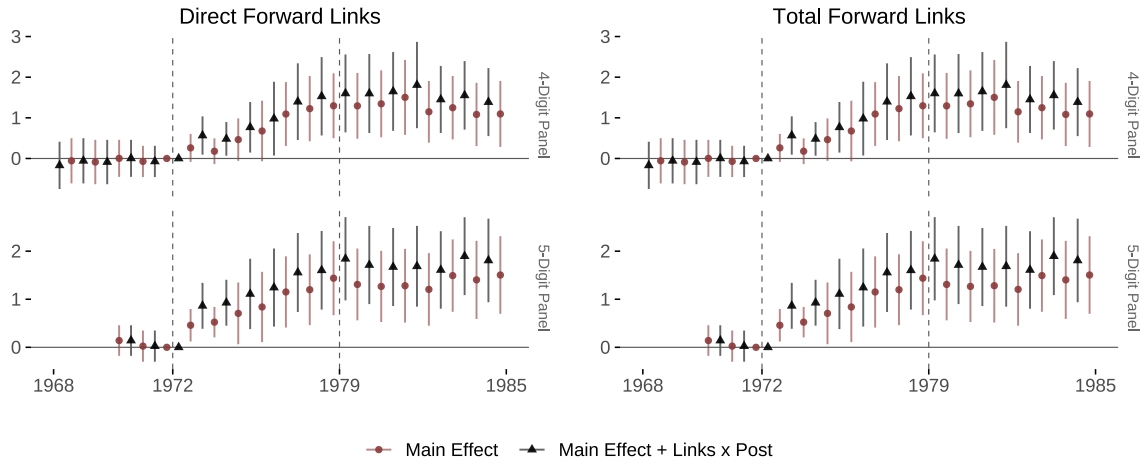 Direct Forward Links
Total Forward Links
3
2
1
0
4-Digit Panel
3
2
1
0
4-Digit Panel
2
1
0
5-Digit Panel
2
1
0
5-Digit Panel
1968 1972 1979 1985
1968 1972 1979 1985
Main Effect Main Effect + Links x Post